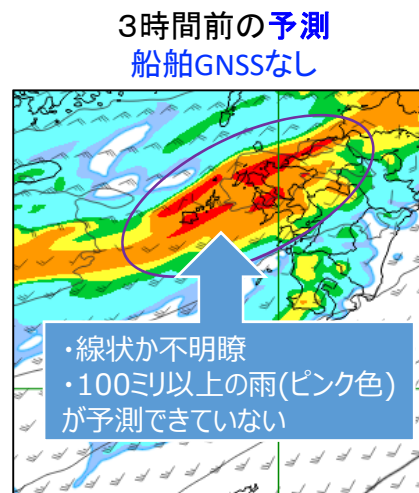 ３時間前の予測
船舶GNSSなし
・線状か不明瞭
・100ミリ以上の雨(ピンク色)
が予測できていない